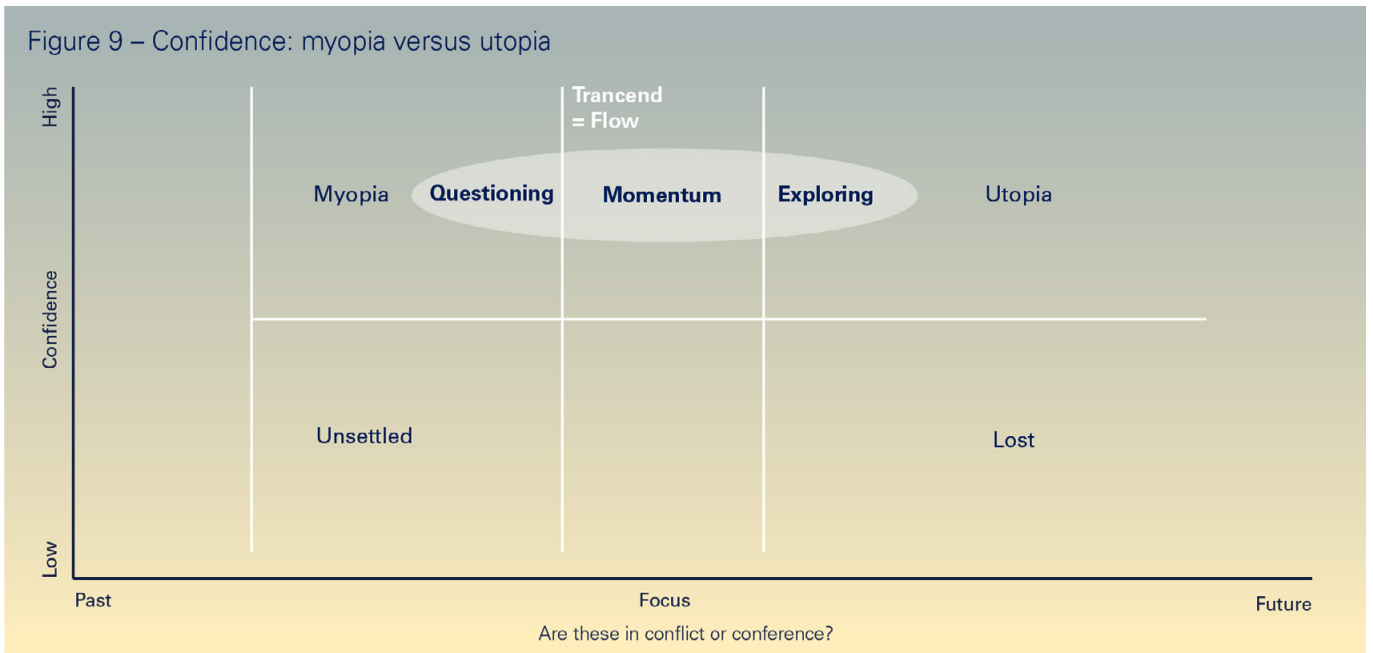 Figure 9 – Confidence: myopia versus utopia
High
Trancend
= Flow
Myopia
Questioning
Momentum
Exploring
Utopia
Confidence
Unsettled
Lost
Low
Past
Focus
Future
Are these in conflict or conference?